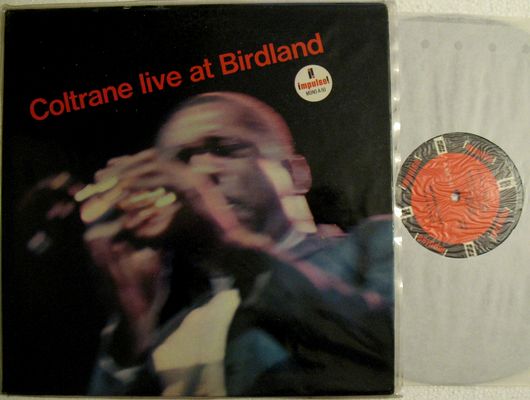 Coltrane live at Birdland
impulse!
MONO A-50